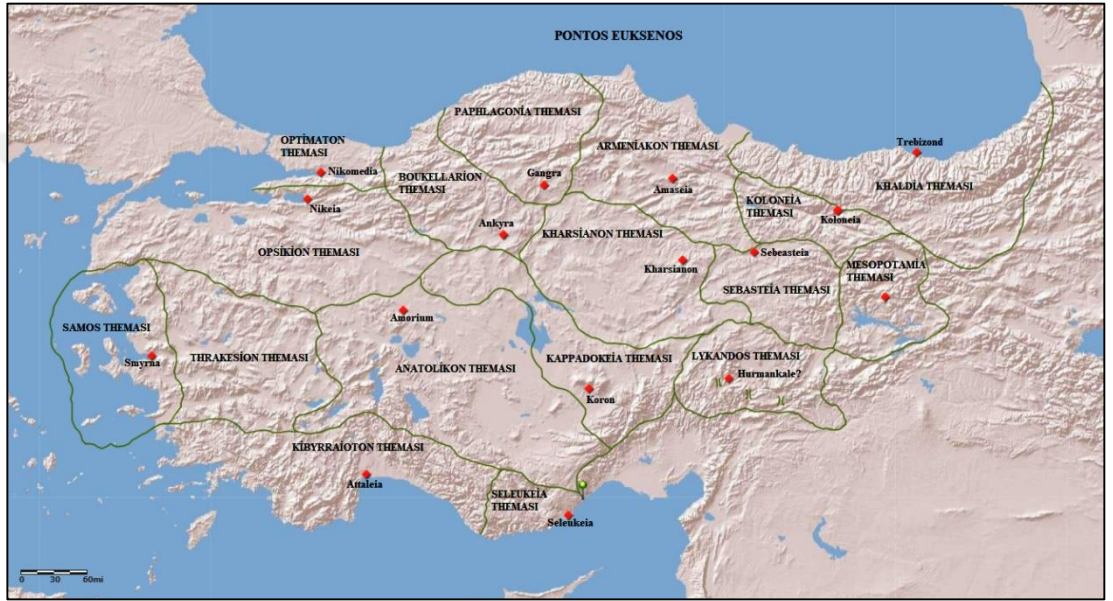 PONTOS EUKSENOS
PAPHLAGONİA THEMASI
OPTİMATON
THEMASI
ARMENİAKON THEMASI
Trebizond
Nikomedia
BOUKELLARİON
THEMASI
Gangra
Amaseia
KHALDIA THEMASI
Nikeia
KOLONEİA
THEMASI
Koloneia
Ankyra
KHARSİANON THEMASI
OPSİKİON THEMASI
Sebeasteia
Kharsianon
MESOPOTAMİA
THEMASI
SEBASTEİA THEMASI
Amorium
SAMOS THEMASI
Smyrna
THRAKESİON THEMASI
ANATOLİKON THEMASI
KAPPADOKEİA THEMASI
LYKANDOS THEMASI
Hurmankale?
Koron
KİBYRRAİOTON THEMASI
Attaleia
SELEUKEİA
THEMASI
Seleukeia
0 30 60mi